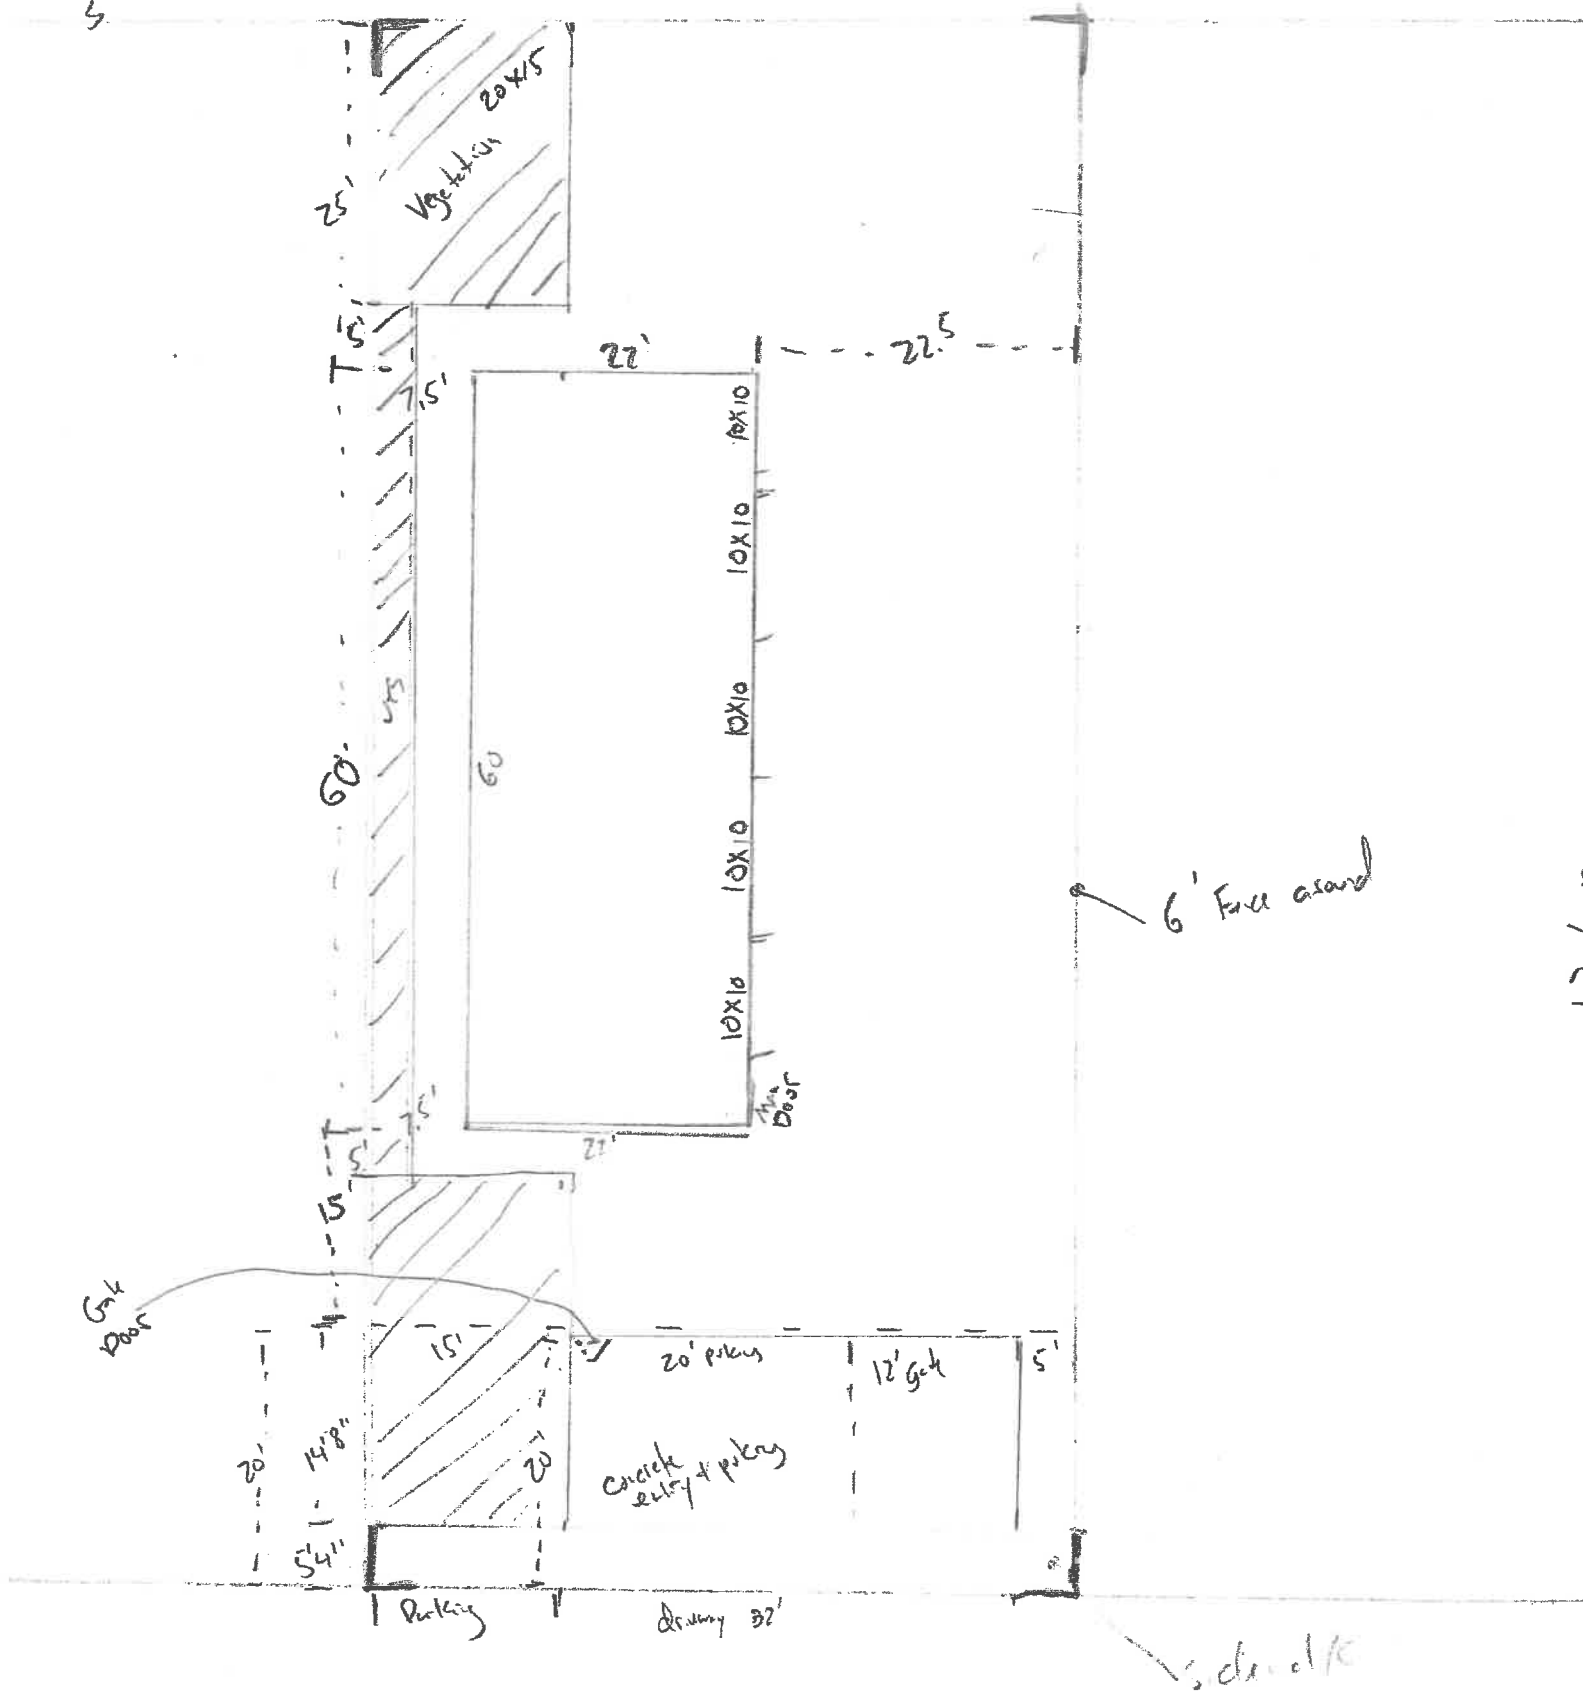 20X15
Vegetation
25'
5'
7.5'
22'
22.5
10X10
10X10
10X10
10X10
10X10
60'
60
6' Fence around
Main
Door
7.5'
5'
22'
15'
Gate
Door
15'
20' parking
12' gate
5'
20'
14'8"
20'
concrete
entry + parking
5'4"
Parking
driveway 32'
Sidewalk